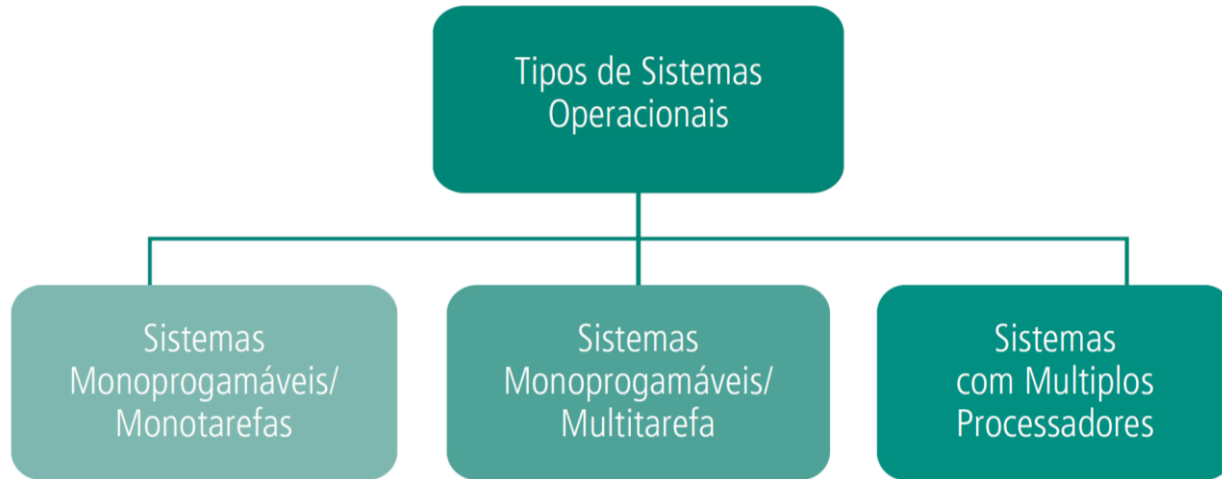 Tipos de Sistemas
Operacionais
Sistemas
Monoprogamáveis/
Monotarefas
Sistemas
Monoprogamáveis/
Multitarefa
Sistemas
com Multiplos
Processadores